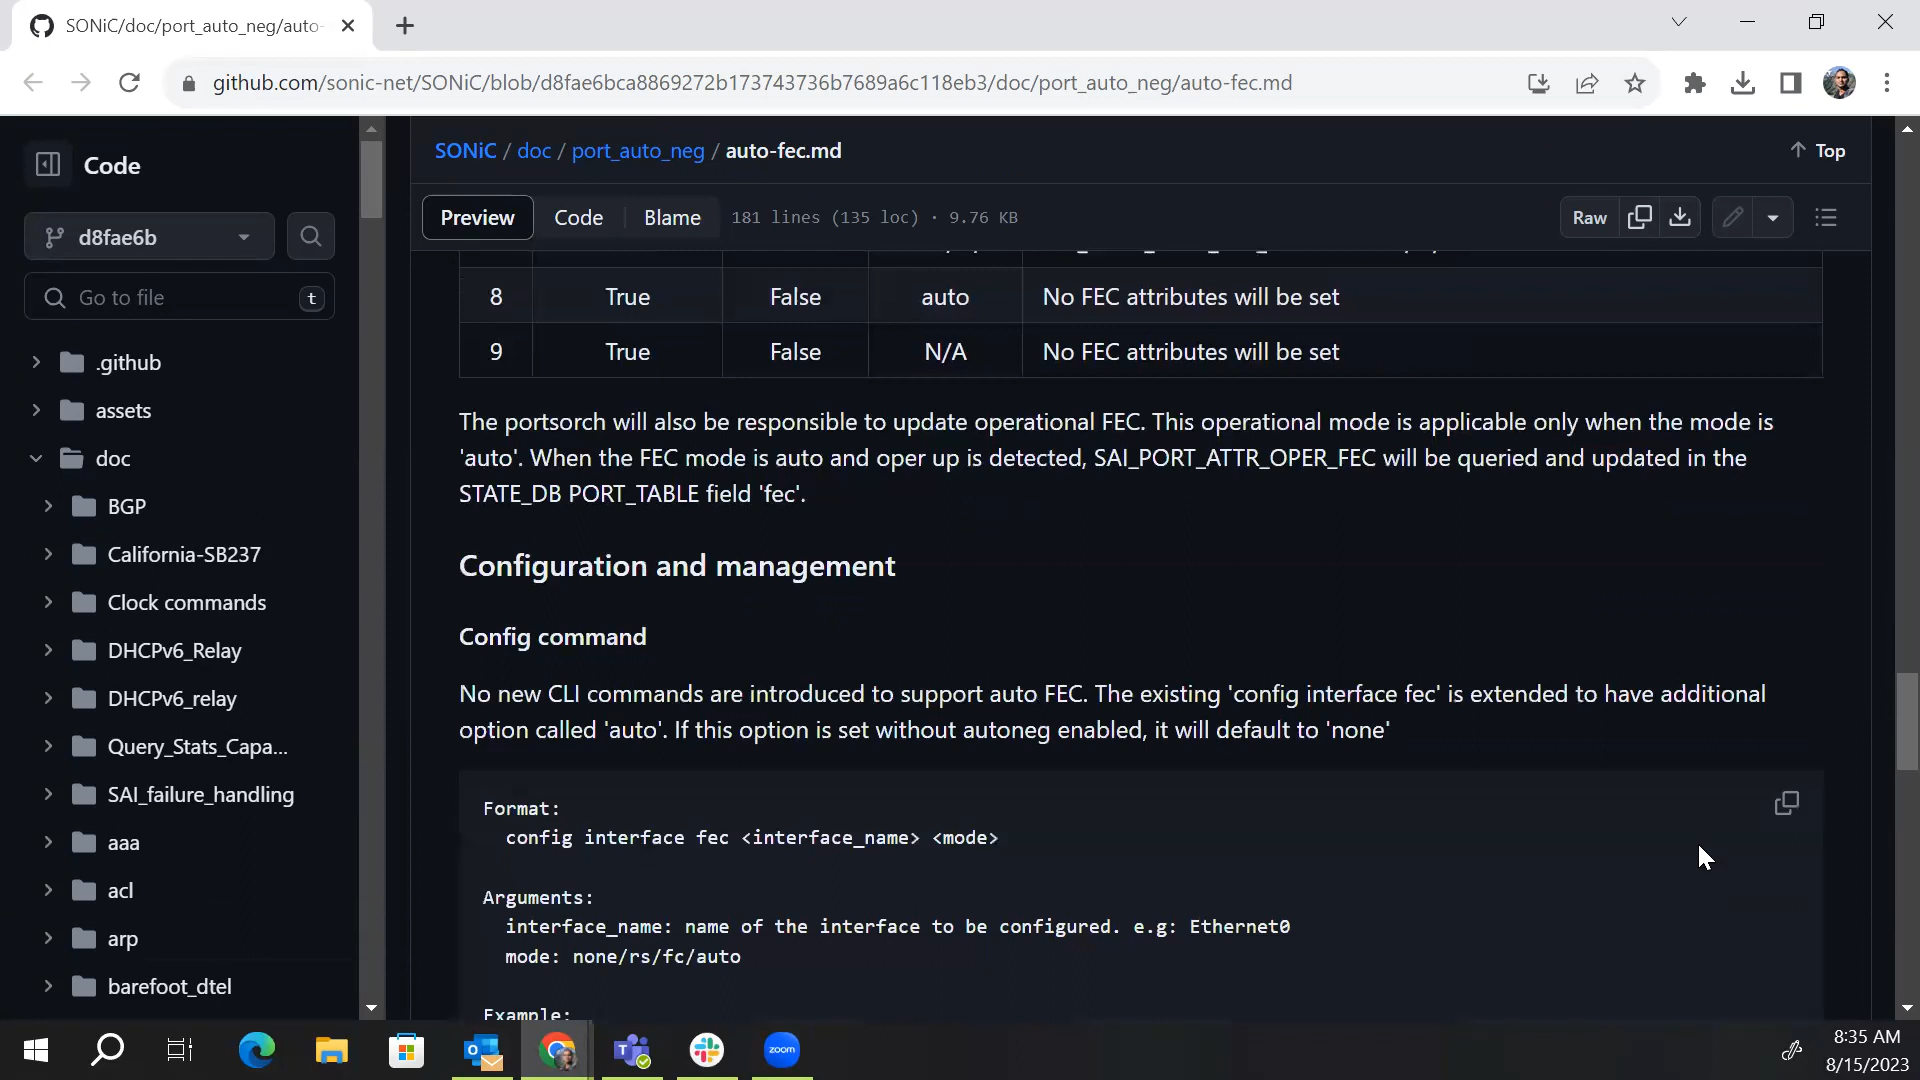 SONiC/doc/port_auto_neg/auto-
github.com/sonic-net/SONiC/blob/d8fae6bca8869272b173743736b7689a6c118eb3/doc/port_auto_neg/auto-fec.md
Code
d8fae6b
Go to file
t
.github
assets
doc
BGP
California-SB237
Clock commands
DHCPv6_Relay
DHCPv6_relay
Query_Stats_Capa...
SAI_failure_handling
aaa
acl
arp
barefoot_dtel
SONiC / doc / port_auto_neg / auto-fec.md
Top
Preview
Code
Blame
181 lines (135 loc) · 9.76 KB
Raw
8 True False auto No FEC attributes will be set
9 True False N/A No FEC attributes will be set
The portsorch will also be responsible to update operational FEC. This operational mode is applicable only when the mode is
'auto'. When the FEC mode is auto and oper up is detected, SAI_PORT_ATTR_OPER_FEC will be queried and updated in the
STATE_DB PORT_TABLE field 'fec'.
Configuration and management
Config command
No new CLI commands are introduced to support auto FEC. The existing 'config interface fec' is extended to have additional
option called 'auto'. If this option is set without autoneg enabled, it will default to 'none'
Format:
config interface fec <interface_name> <mode>
Arguments:
interface_name: name of the interface to be configured. e.g: Ethernet0
mode: none/rs/fc/auto
Example:
zoom
8:35 AM
8/15/2023